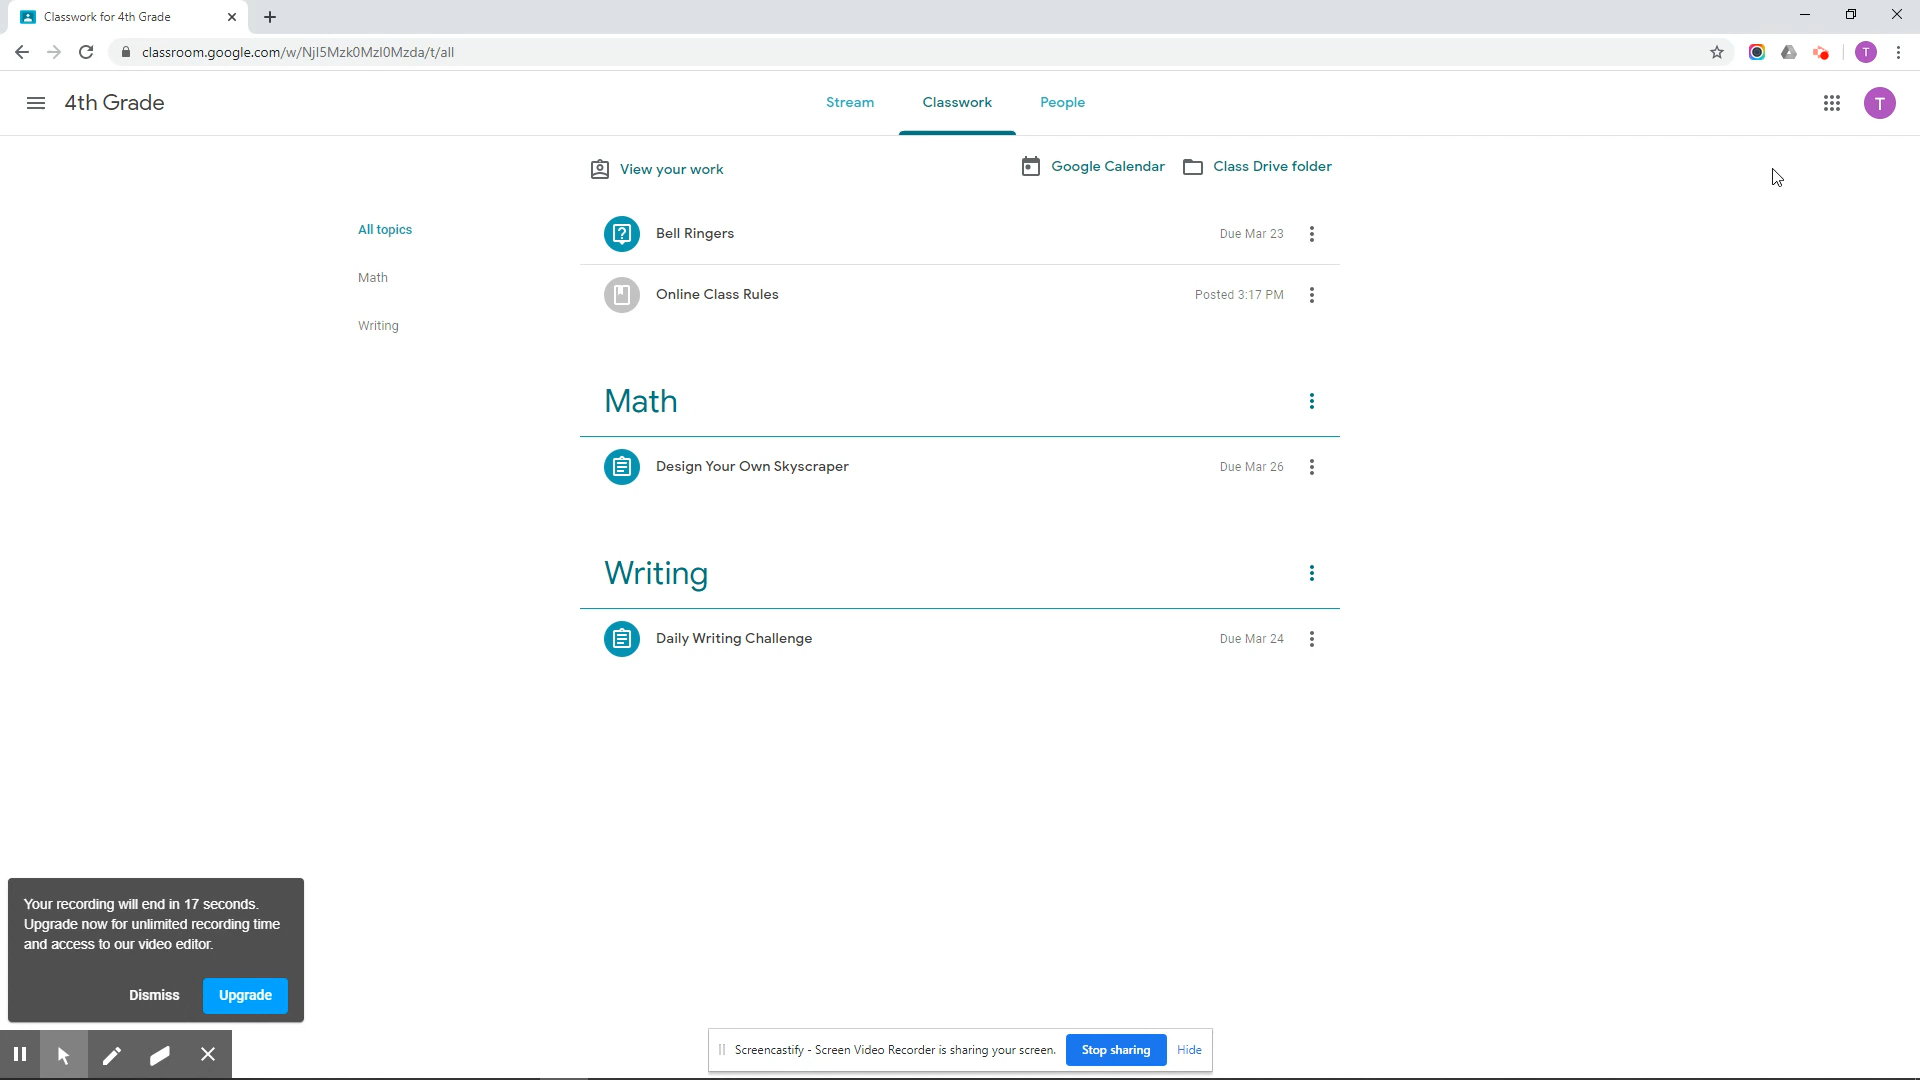 Classwork for 4th Grade
classroom.google.com/w/NjI5Mzk0MzI0Mzda/t/all
T
4th Grade
Stream
Classwork
People
T
View your work
Google Calendar
Class Drive folder
All topics
Math
Writing
Bell Ringers
Due Mar 23
Online Class Rules
Posted 3:17 PM
Math
Design Your Own Skyscraper
Due Mar 26
Writing
Daily Writing Challenge
Due Mar 24
Your recording will end in 17 seconds.
Upgrade now for unlimited recording time
and access to our video editor.
Dismiss
Upgrade
Screencastify - Screen Video Recorder is sharing your screen.
Stop sharing
Hide